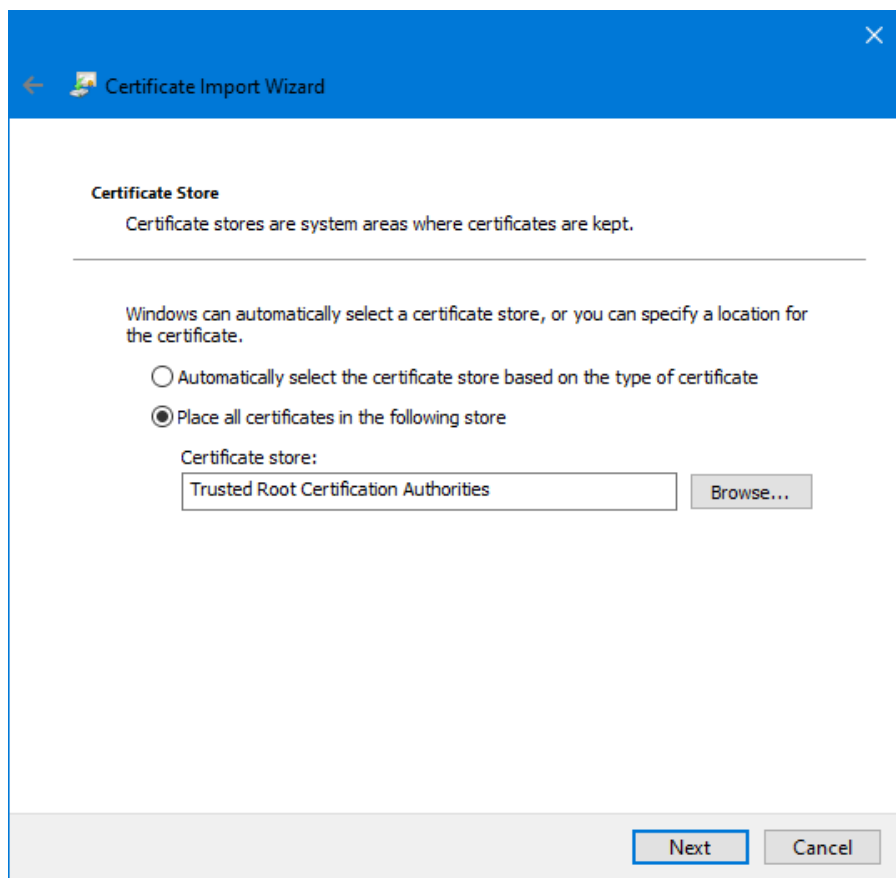 Certificate Import Wizard
Certificate Store
Certificate stores are system areas where certificates are kept.
Windows can automatically select a certificate store, or you can specify a location for
the certificate.
Automatically select the certificate store based on the type of certificate
Place all certificates in the following store
Certificate store:
Trusted Root Certification Authorities
Browse...
Next
Cancel